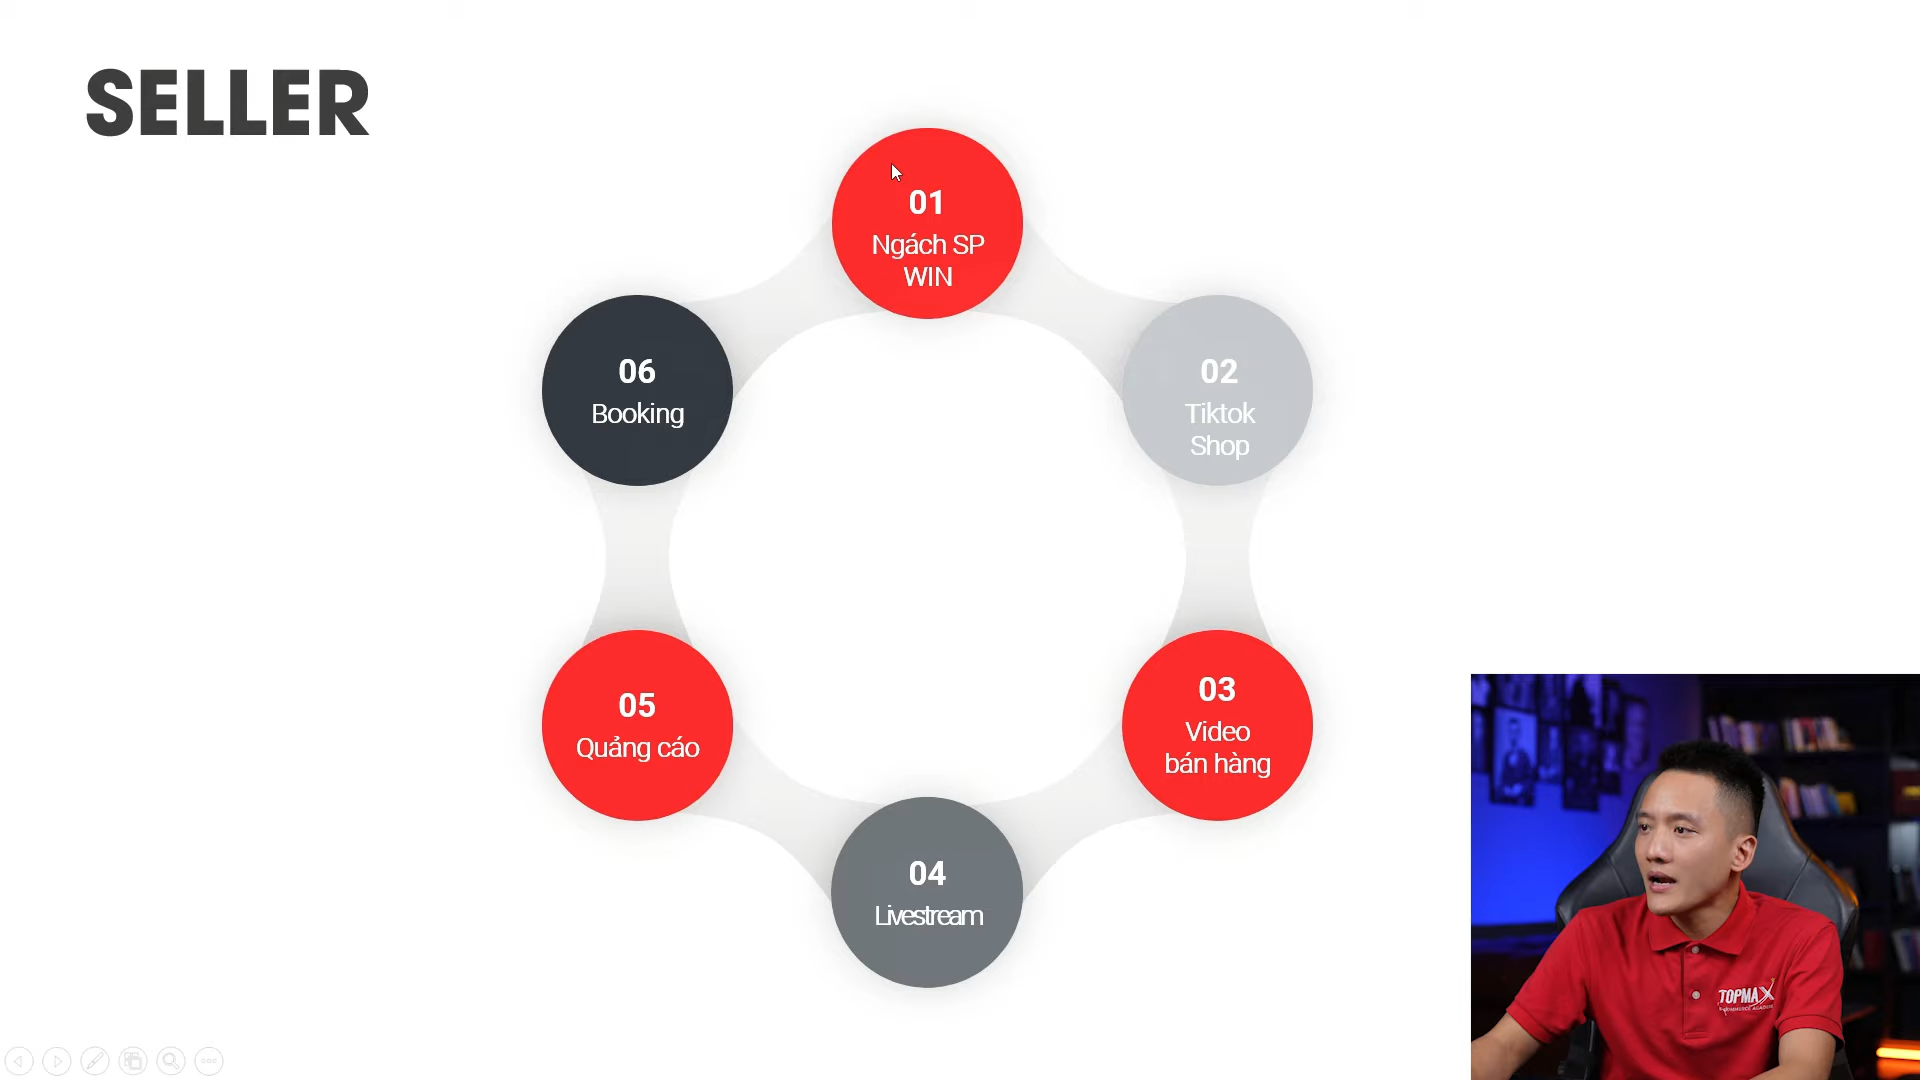 SELLER
01
Ngách SP
WIN
02
Tiktok
Shop
03
Video
bán hàng
04
Livestream
05
Quảng cáo
06
Booking
TOPMAX